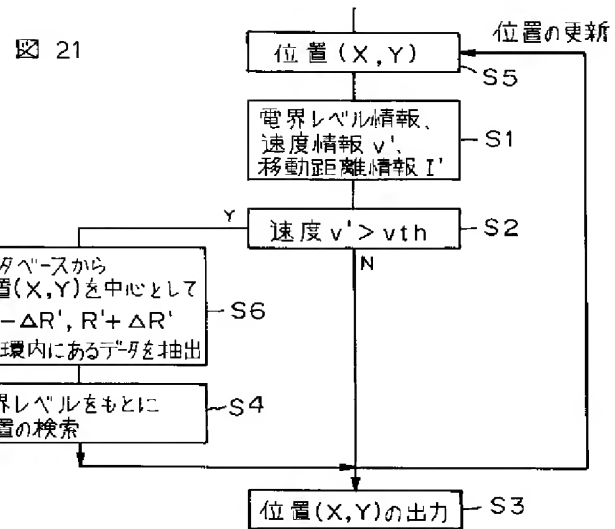 図 21
位置の更新
位置(X,Y)
S5
電界レベル情報、
速度情報 v'、
移動距離情報 I'
S1
Y
速度 v' > vth
S2
N
タベースから
置(X,Y)を中心として
-ΔR', R'+ΔR'
環内にあるデータを抽出
S6
界レベルをもとに
置の検索
S4
位置(X,Y)の出力
S3